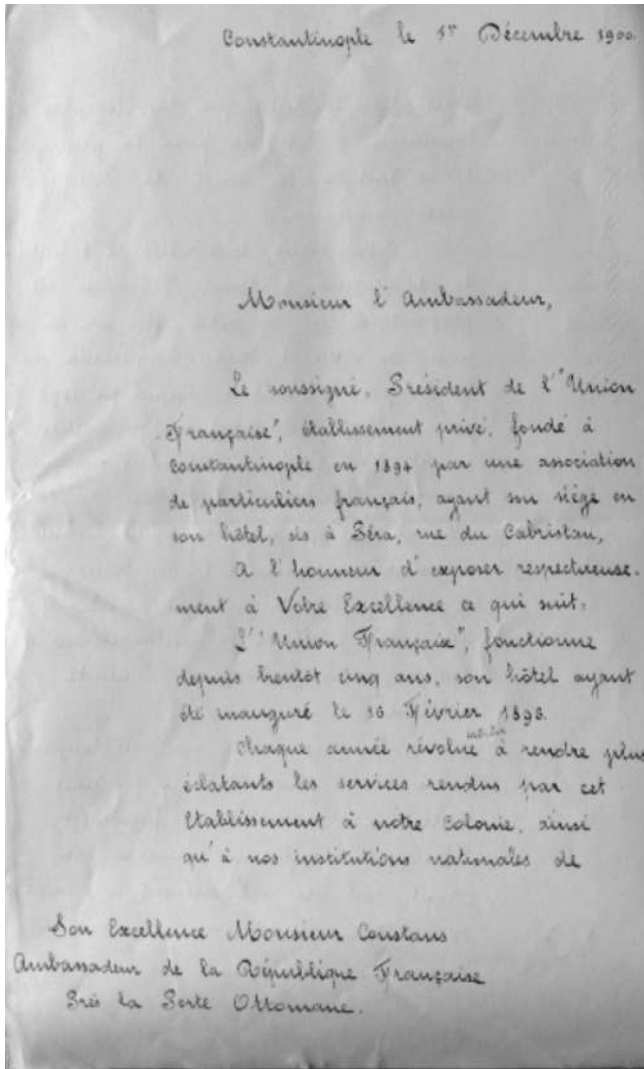 Constantinople le 1er Décembre 1900.
Monsieur l'Ambassadeur,
Le soussigné, Président de l'"Union
Française", établissement privé, fondé à
Constantinople en 1894 par une association
de particuliers français, ayant son siège en
son hôtel, sis à Péra, rue du Cabristan,
A l'honneur d'exposer respectueuse-
ment à Votre Excellence ce qui suit:
L'"Union Française", fonctionne
depuis bientôt cinq ans, son hôtel ayant
été inauguré le 16 Février 1896.
Chaque année révolue à rendre plus
éclatants les services rendus par cet
Etablissement à notre Colonie, ainsi
qu'à nos institutions nationales de
Son Excellence Monsieur Constans
Ambassadeur de la République Française
Près la Porte Ottomane.